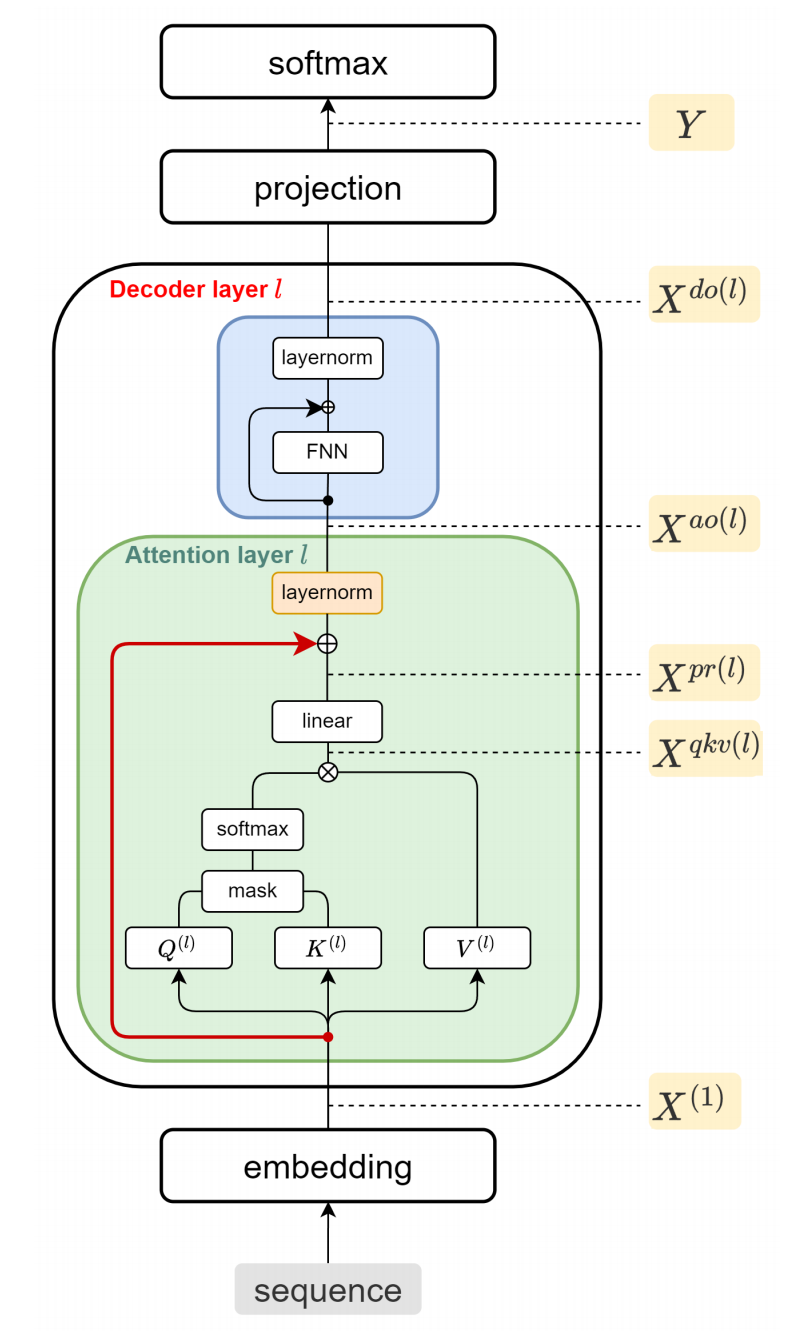 softmax
Y
projection
Decoder layer l
X^{do(l)}
layernorm
⊕
FNN
X^{ao(l)}
Attention layer l
layernorm
⊕
X^{pr(l)}
linear
X^{qkv(l)}
⊗
softmax
mask
Q^{(l)} K^{(l)} V^{(l)}
X^{(1)}
embedding
sequence